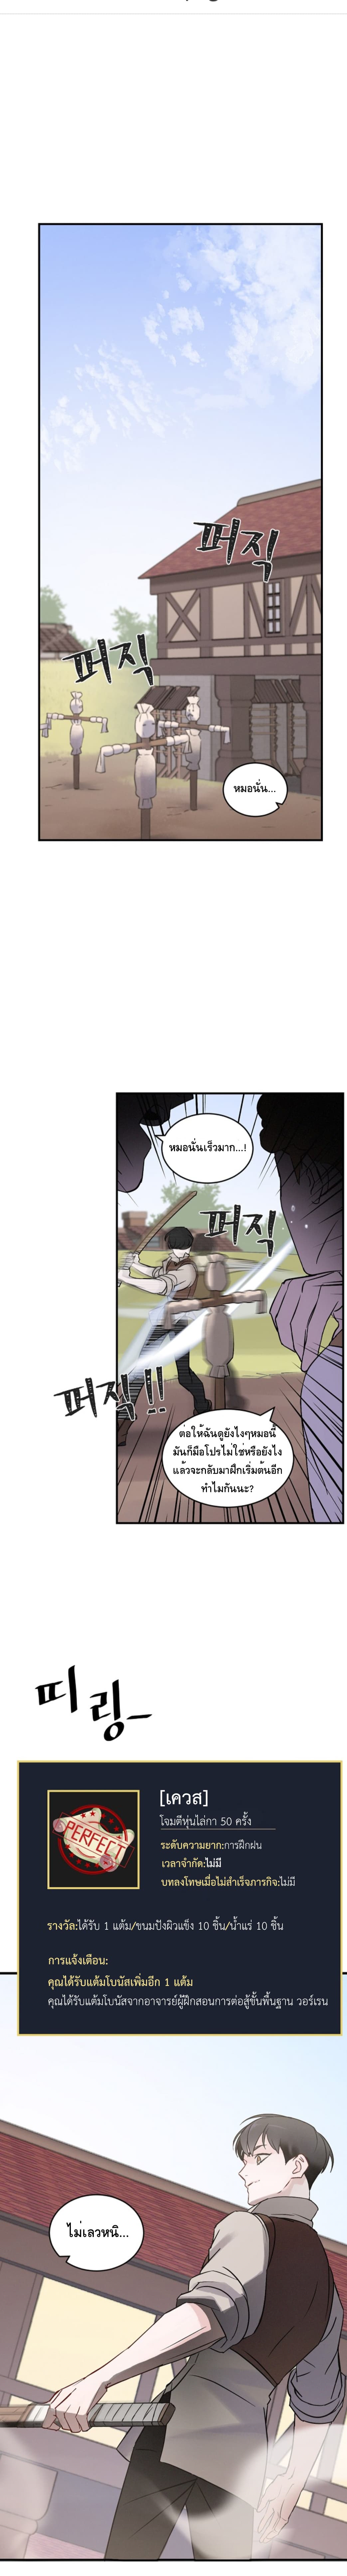 퍼직
퍼직
หมอนั่น...
หมอนั่นเร็วมาก...!
퍼직
퍼직!!
ต่อให้ฉันดูยังไงๆหมอนี่
มันก็มือโปรไม่ใช่หรือยังไง
แล้วจะกลับมาฝึกเริ่มต้นอีก
ทำไมกันนะ?
띠링~
[เควส]
โจมตีหุ่นไล่กา 50 ครั้ง
PERFECT!
ระดับความยาก:การฝึกฝน
เวลาจำกัด:ไม่มี
บทลงโทษเมื่อไม่สำเร็จภารกิจ:ไม่มี
รางวัล:ได้รับ 1 แต้ม/ขนมปังผิวแข็ง 10 ชิ้น/น้ำแร่ 10 ชิ้น
การแจ้งเตือน:
คุณได้รับแต้มโบนัสเพิ่มอีก 1 แต้ม
คุณได้รับแต้มโบนัสจากอาจารย์ผู้ฝึกสอนการต่อสู้ขั้นพื้นฐาน วอร์เรน
ไม่เลวหนิ...